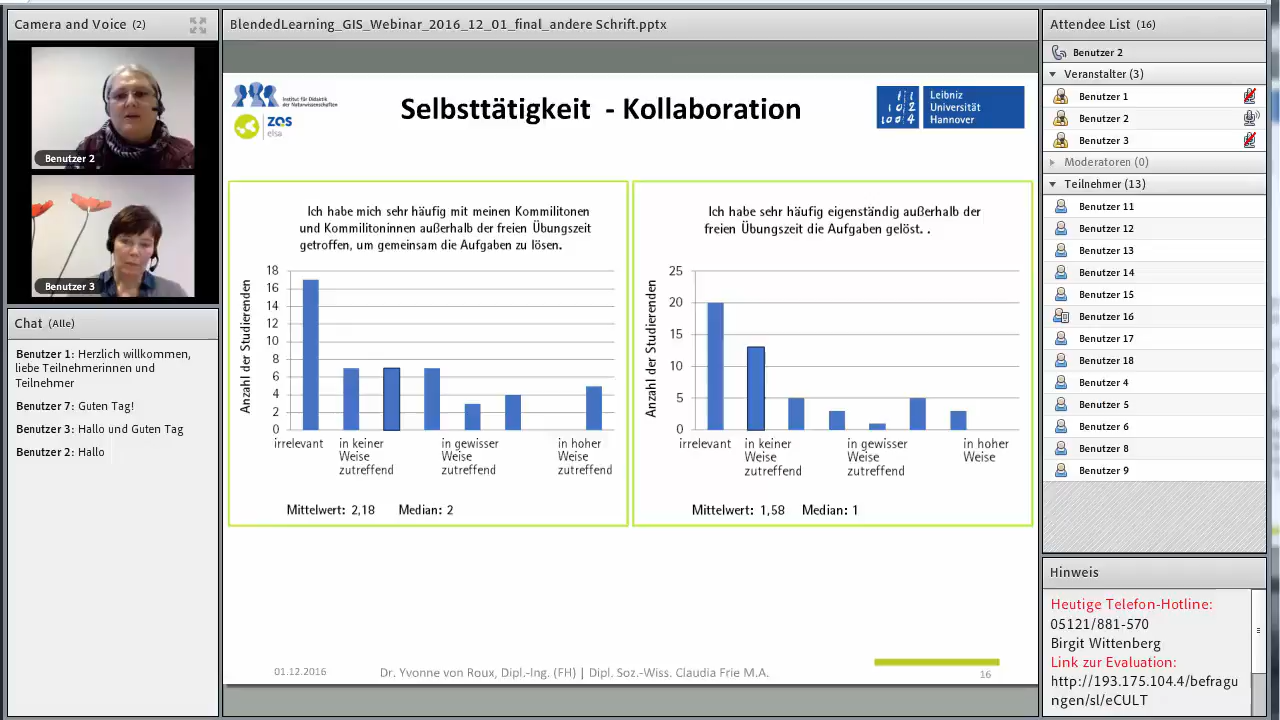 Camera and Voice (2)
Benutzer 2
Benutzer 3
Chat (Alle)
Benutzer 1: Herzlich willkommen,
liebe Teilnehmerinnen und
Teilnehmer
Benutzer 7: Guten Tag!
Benutzer 3: Hallo und Guten Tag
Benutzer 2: Hallo
BlendedLearning_GIS_Webinar_2016_12_01_final_andere Schrift.pptx
Institut für Didaktik
der Naturwissenschaften
ZQS
elsa
Selbsttätigkeit - Kollaboration
Leibniz
Universität
Hannover
Ich habe mich sehr häufig mit meinen Kommilitonen
und Kommilitoninnen außerhalb der freien Übungszeit
getroffen, um gemeinsam die Aufgaben zu lösen.
Anzahl der Studierenden
18
16
14
12
10
8
6
4
2
0
irrelevant
in keiner
Weise
zutreffend
in gewisser
Weise
zutreffend
in hoher
Weise
zutreffend
Mittelwert: 2,18 Median: 2
Ich habe sehr häufig eigenständig außerhalb der
freien Übungszeit die Aufgaben gelöst. .
Anzahl der Studierenden
25
20
15
10
5
0
irrelevant
in keiner
Weise
zutreffend
in gewisser
Weise
zutreffend
in hoher
Weise
Mittelwert: 1,58 Median: 1
01.12.2016
Dr. Yvonne von Roux, Dipl.-Ing. (FH) | Dipl. Soz.-Wiss. Claudia Frie M.A.
16
Attendee List (16)
Benutzer 2
Veranstalter (3)
Benutzer 1
Benutzer 2
Benutzer 3
Moderatoren (0)
Teilnehmer (13)
Benutzer 11
Benutzer 12
Benutzer 13
Benutzer 14
Benutzer 15
Benutzer 16
Benutzer 17
Benutzer 18
Benutzer 4
Benutzer 5
Benutzer 6
Benutzer 8
Benutzer 9
Hinweis
Heutige Telefon-Hotline:
05121/881-570
Birgit Wittenberg
Link zur Evaluation:
http://193.175.104.4/befragu
ngen/sl/eCULT